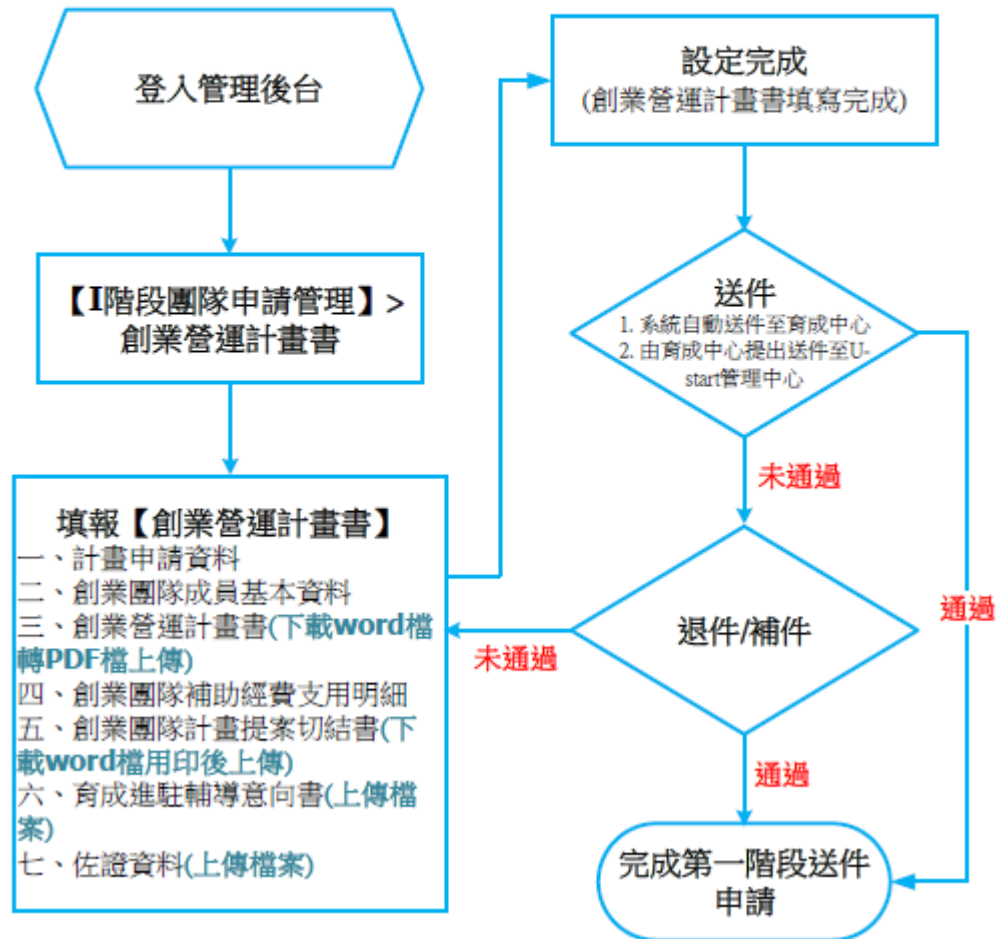 登入管理後台
【I階段團隊申請管理】>
創業營運計畫書
填報【創業營運計畫書】
一、計畫申請資料
二、創業團隊成員基本資料
三、創業營運計畫書(下載word檔
轉PDF檔上傳)
四、創業團隊補助經費支用明細
五、創業團隊計畫提案切結書(下
載word檔用印後上傳)
六、育成進駐輔導意向書(上傳檔
案)
七、佐證資料(上傳檔案)
設定完成
(創業營運計畫書填寫完成)
送件
1. 系統自動送件至育成中心
2. 由育成中心提出送件至U-
start管理中心
未通過
退件/補件
未通過
通過
通過
完成第一階段送件
申請